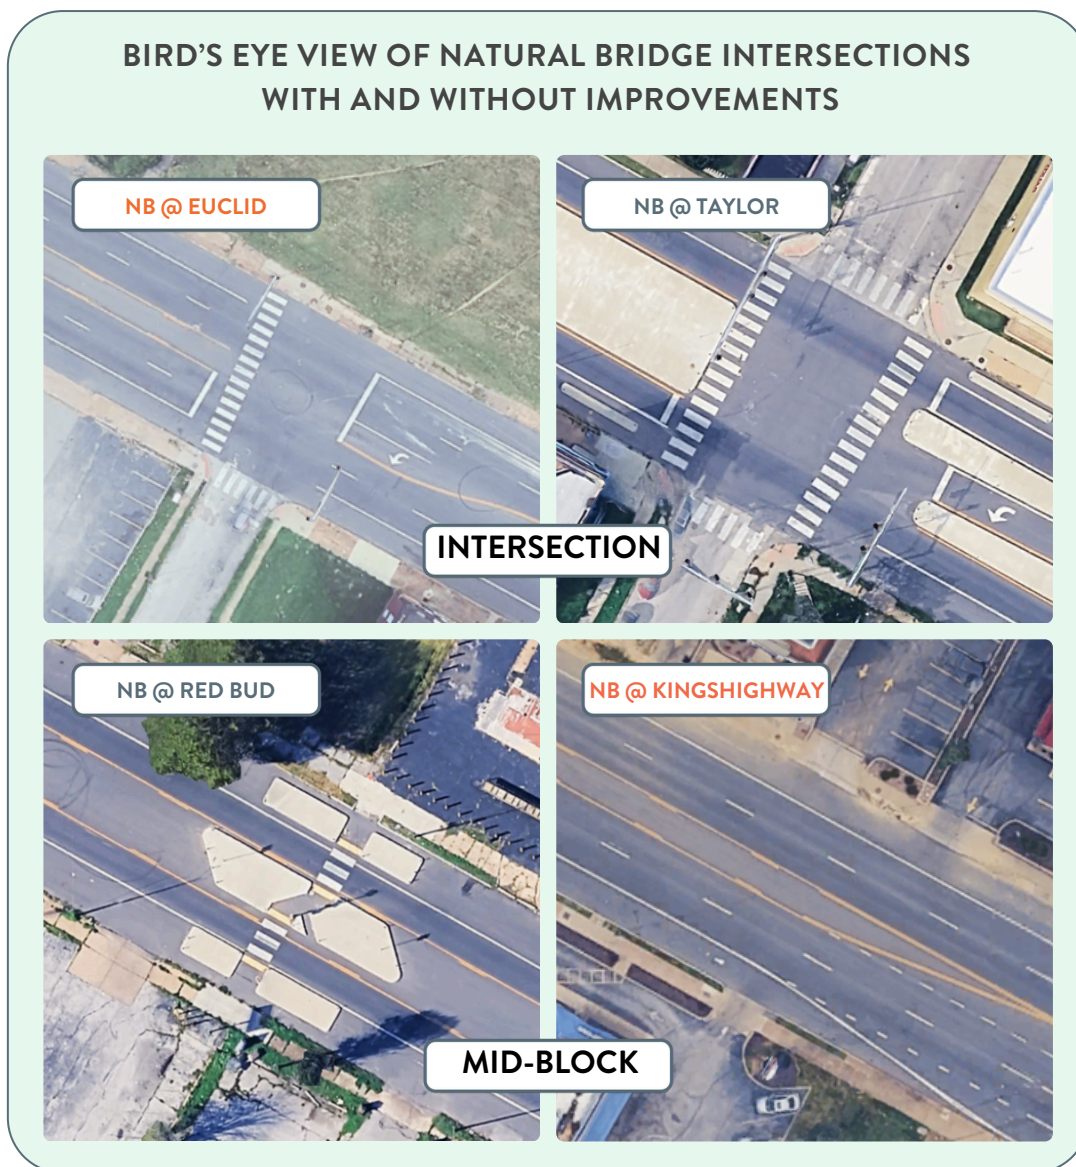 BIRD'S EYE VIEW OF NATURAL BRIDGE INTERSECTIONS
WITH AND WITHOUT IMPROVEMENTS
NB @ EUCLID
NB @ TAYLOR
INTERSECTION
NB @ RED BUD
NB @ KINGSHIGHWAY
MID-BLOCK